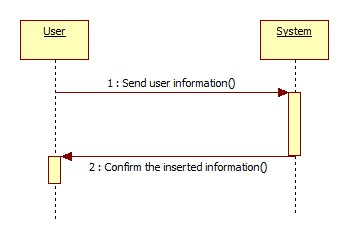 User
System
1 : Send user information()
2 : Confirm the inserted information()